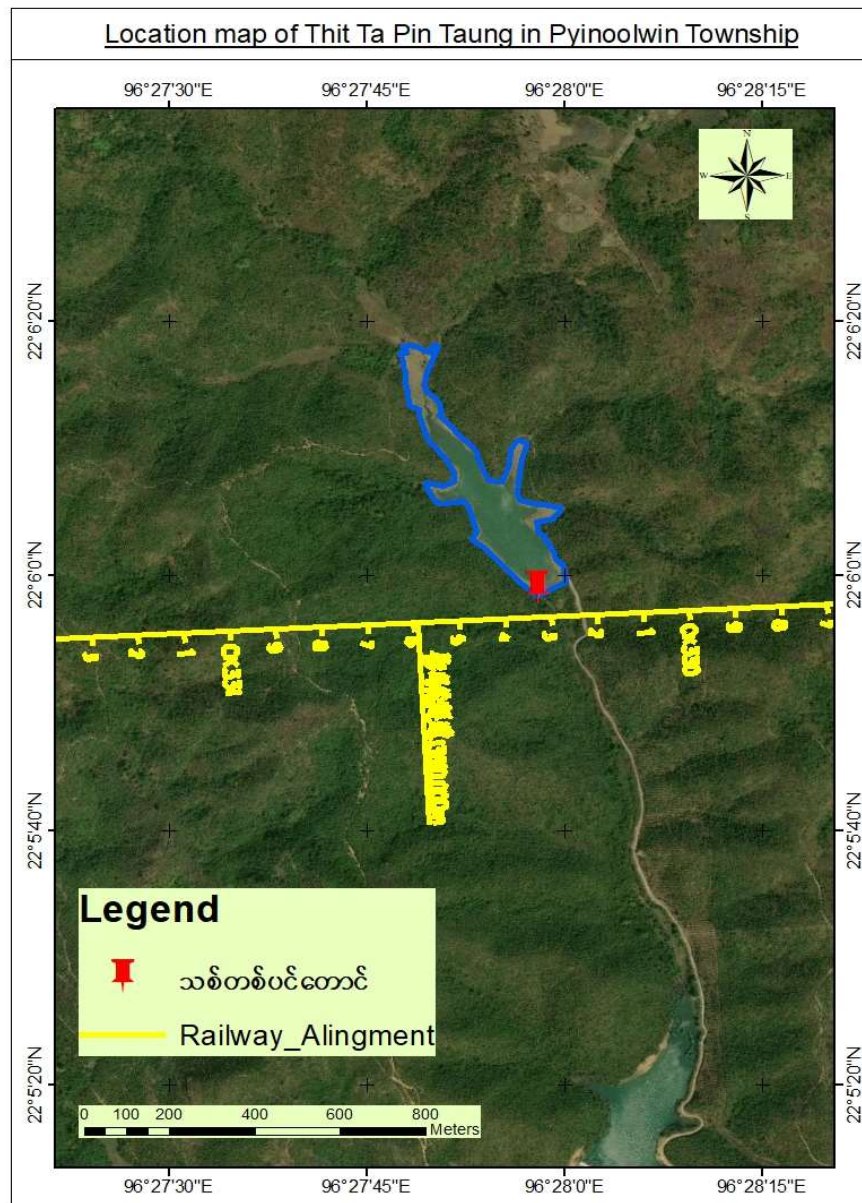 Location map of Thit Ta Pin Taung in Pyinoolwin Township
96°27'30"E 96°27'45"E 96°28'0"E 96°28'15"E
N
W E
S
22°6'20"N 22°6'20"N
22°6'0"N 22°6'0"N
22°5'40"N 22°5'40"N
Legend
သစ်တစ်ပင်တောင်
Railway_Alingment
22°5'20"N 22°5'20"N
0 100 200 400 600 800
Meters
96°27'30"E 96°27'45"E 96°28'0"E 96°28'15"E